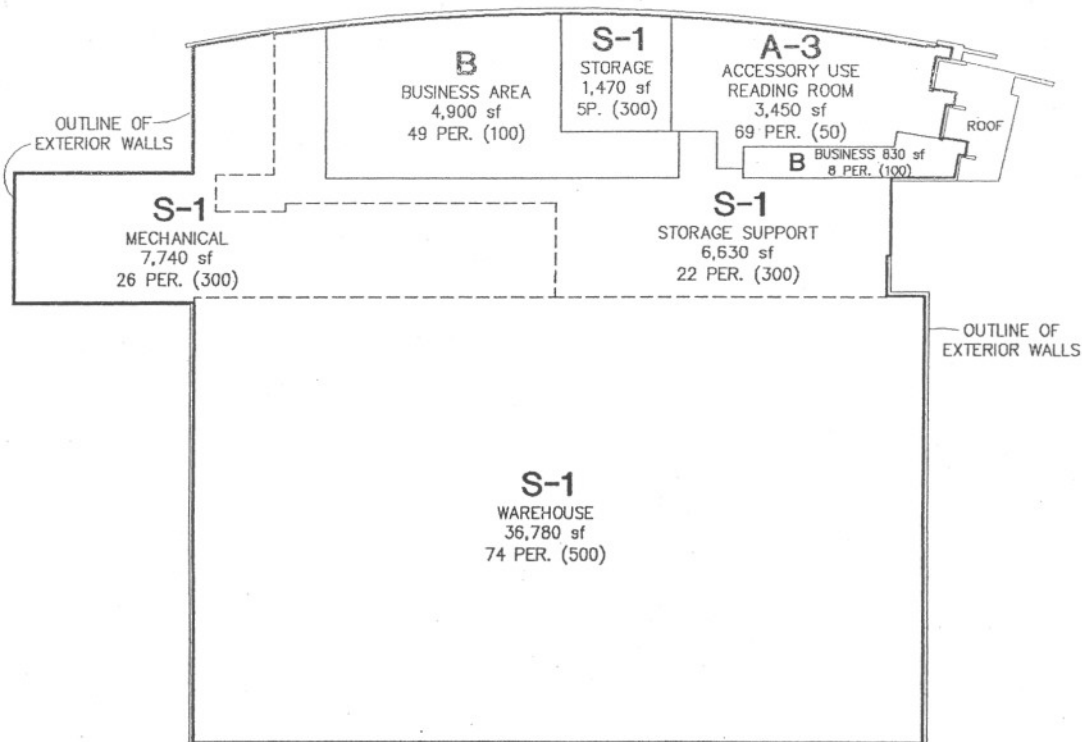 B
BUSINESS AREA
4,900 sf
49 PER. (100)
S-1
STORAGE
1,470 sf
5P. (300)
A-3
ACCESSORY USE
READING ROOM
3,450 sf
69 PER. (50)
ROOF
B
BUSINESS 830 sf
8 PER. (100)
OUTLINE OF
EXTERIOR WALLS
S-1
MECHANICAL
7,740 sf
26 PER. (300)
S-1
STORAGE SUPPORT
6,630 sf
22 PER. (300)
OUTLINE OF
EXTERIOR WALLS
S-1
WAREHOUSE
36,780 sf
74 PER. (500)